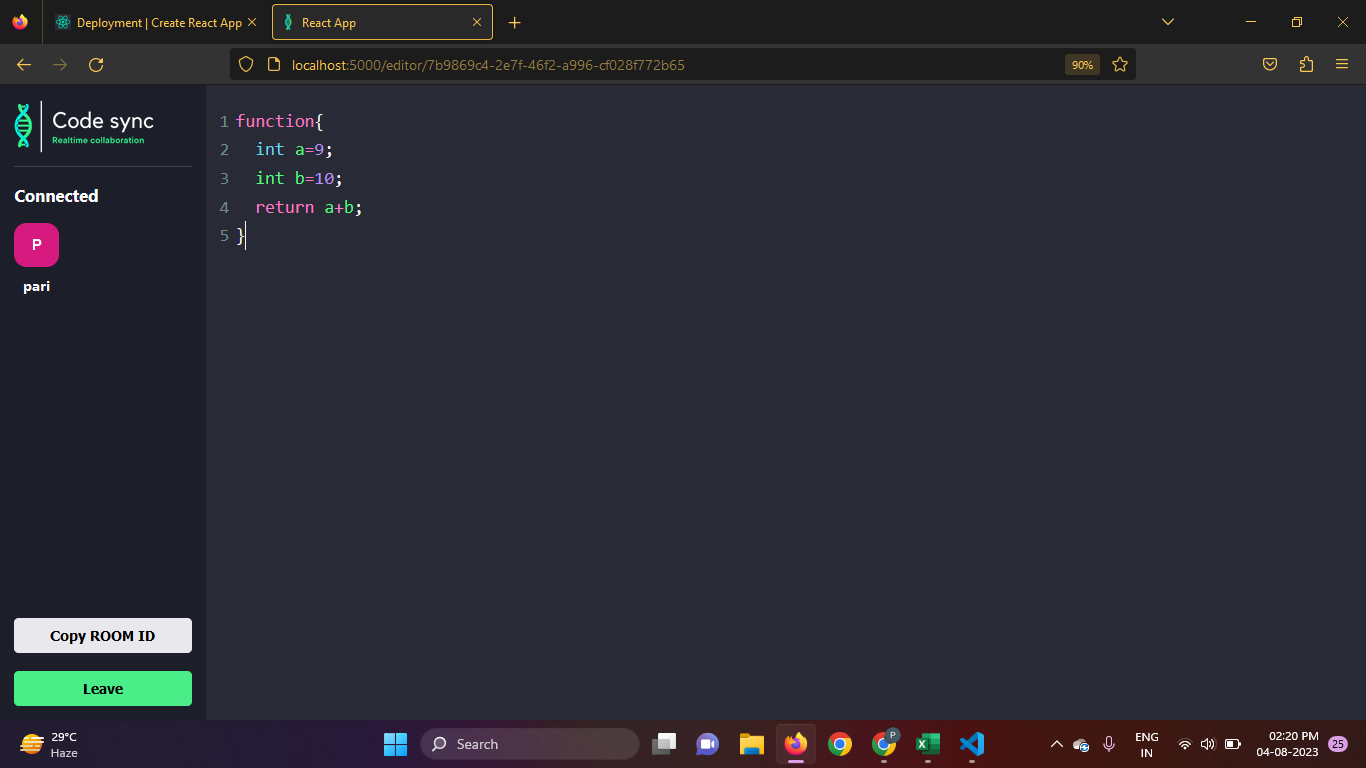 Deployment | Create React App
React App
localhost:5000/editor/7b9869c4-2e7f-46f2-a996-cf028f772b65
90%
Code sync
Realtime collaboration
Connected
P
pari
1 function{
2   int a=9;
3   int b=10;
4   return a+b;
5 }
Copy ROOM ID
Leave
29°C
Haze
Search
P
ENG
IN
02:20 PM
04-08-2023
25